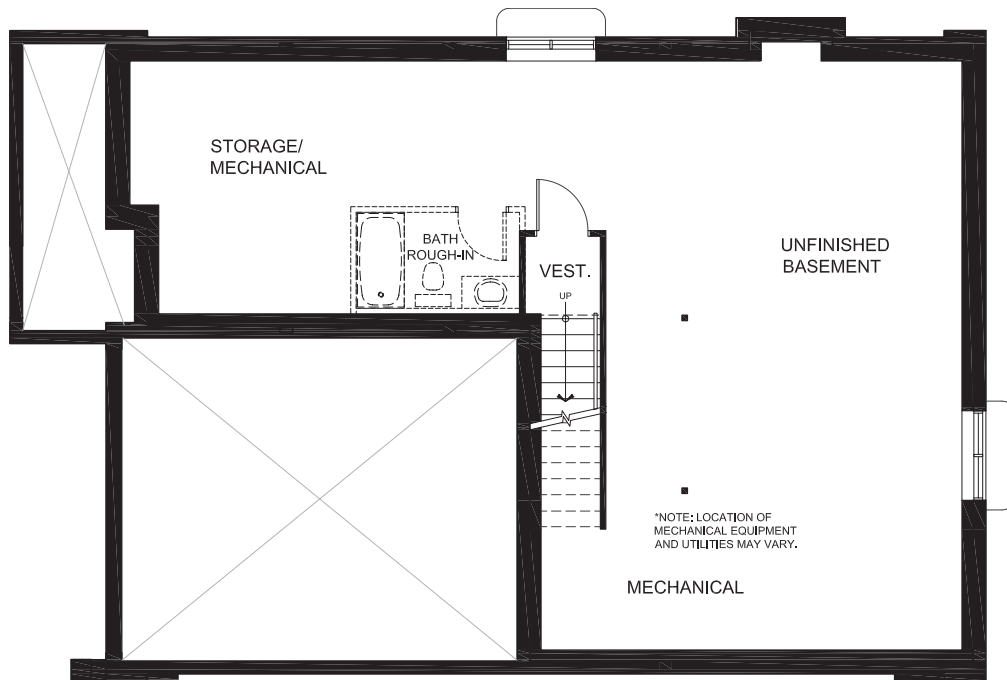 STORAGE/
MECHANICAL
BATH
ROUGH-IN
VEST.
UP
UNFINISHED
BASEMENT
*NOTE: LOCATION OF
MECHANICAL EQUIPMENT
AND UTILITIES MAY VARY.
MECHANICAL